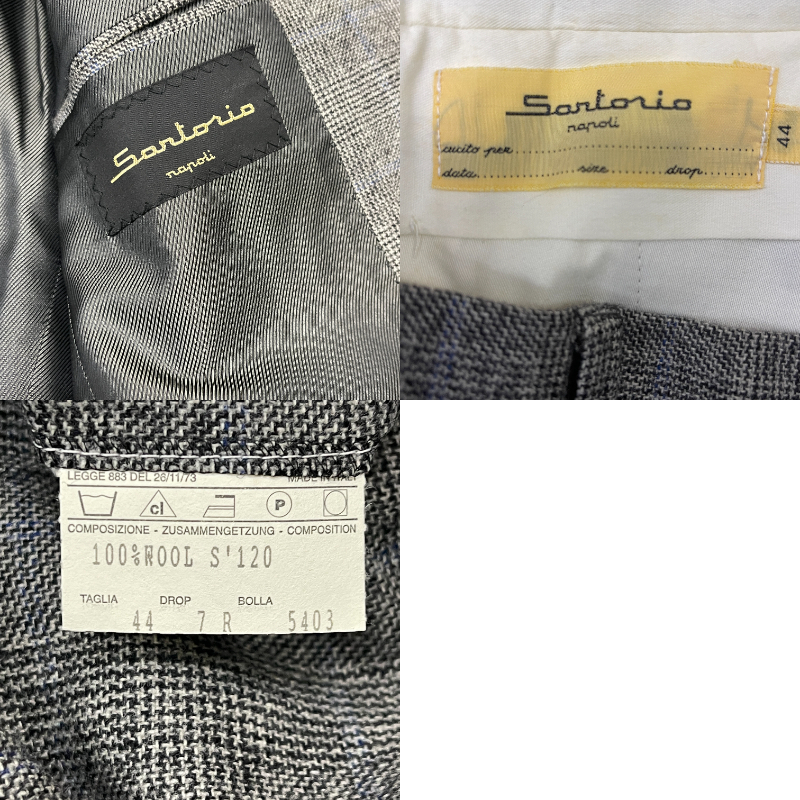 Sartorio
napoli
Sartorio
napoli
cucito per
data size drop
44
LEGGE 883 DEL 26/11/73 MADE IN ITALY
cl P
COMPOSIZIONE - ZUSAMMENGETZUNG - COMPOSITION
100%WOOL S'120
TAGLIA DROP BOLLA
44 7 R 5403